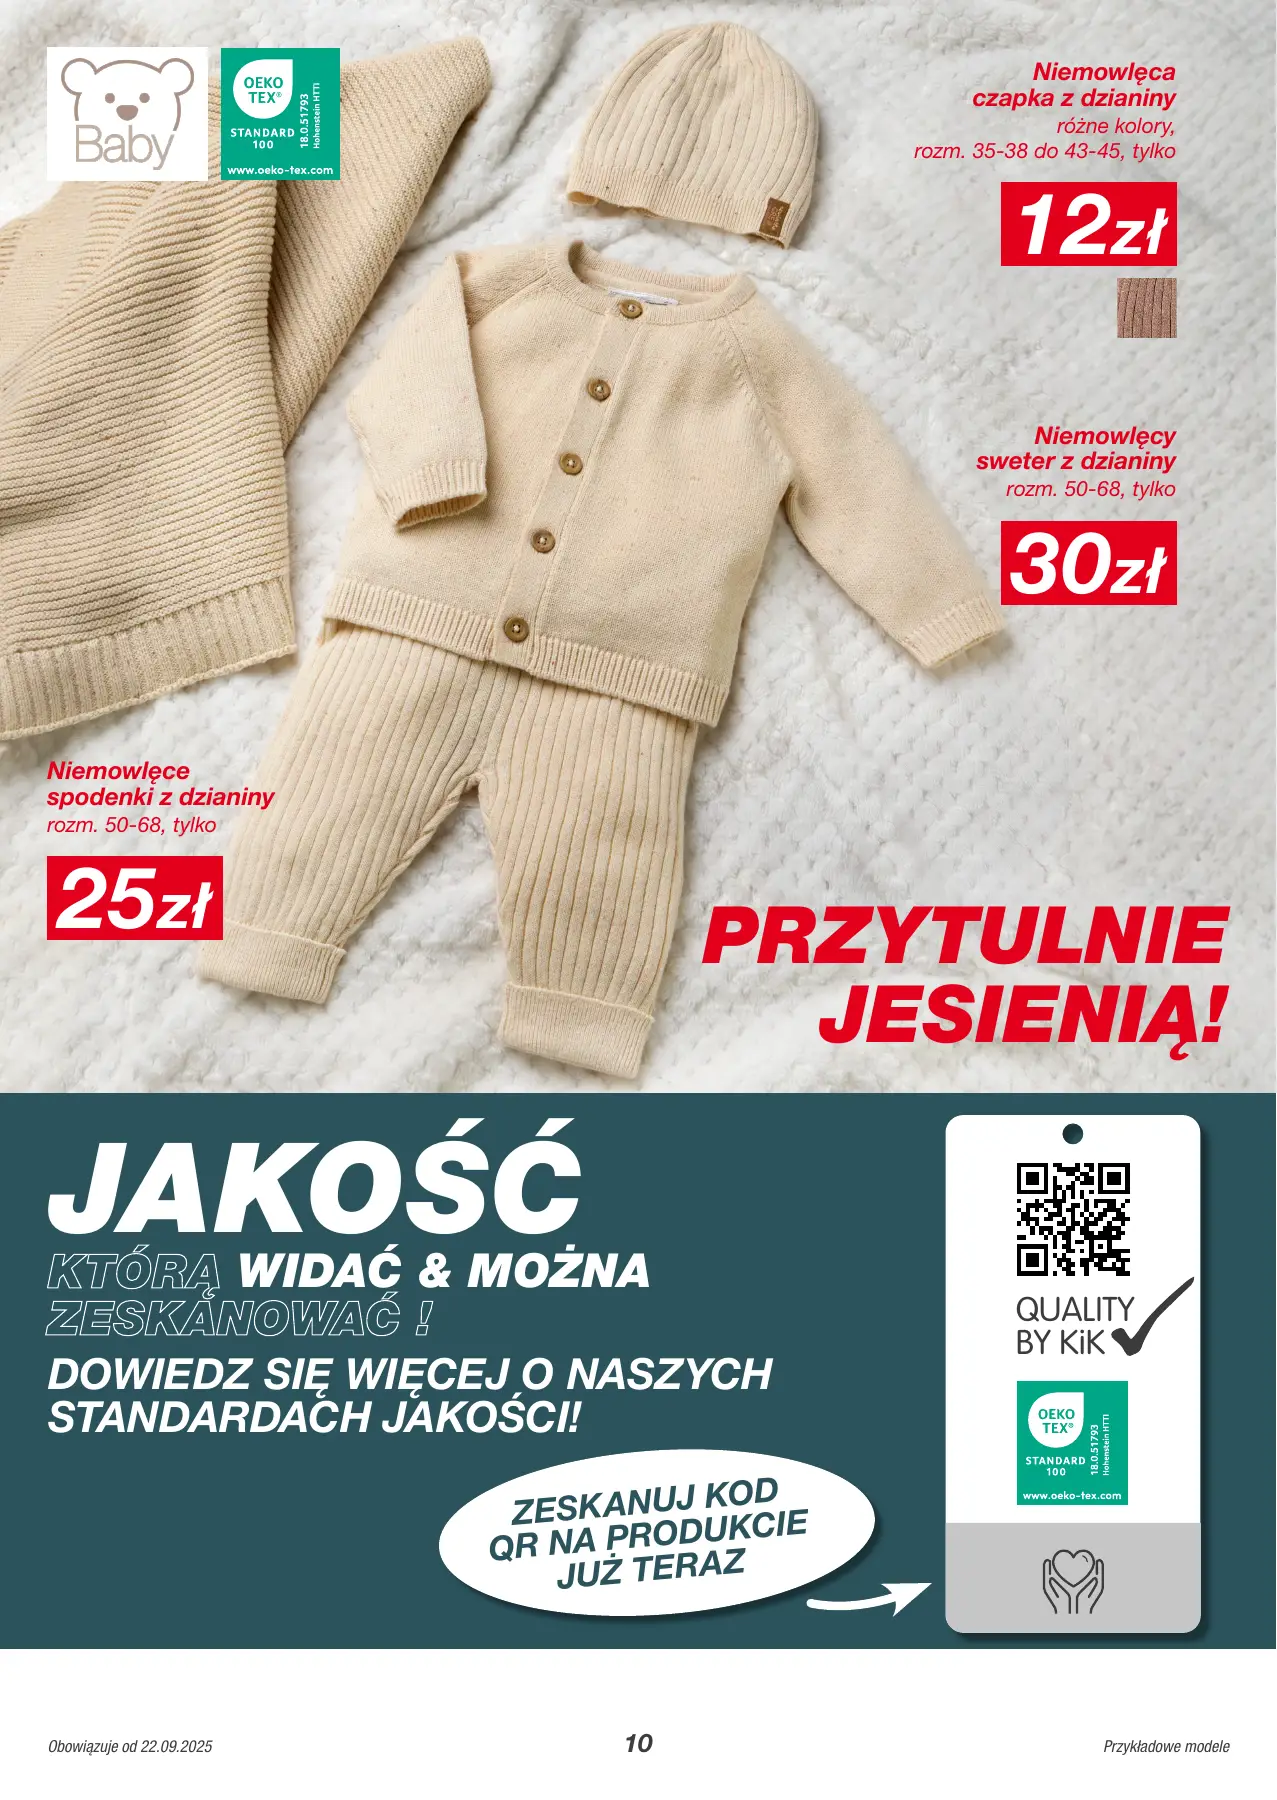 Baby
OEKO
TEX®
STANDARD
100
18.0.51793
Hohenstein HTTI
www.oeko-tex.com
Niemowlęca
czapka z dzianiny
różne kolory,
rozm. 35-38 do 43-45, tylko
12zł
Niemowlęcy
sweter z dzianiny
rozm. 50-68, tylko
30zł
Niemowlęce
spodenki z dzianiny
rozm. 50-68, tylko
25zł
PRZYTULNIE
JESIENIĄ!
JAKOŚĆ
KTÓRĄ WIDAĆ & MOŻNA
ZESKANOWAĆ !
DOWIEDZ SIĘ WIĘCEJ O NASZYCH
STANDARDACH JAKOŚCI!
ZESKANUJ KOD
QR NA PRODUKCIE
JUŻ TERAZ
QUALITY
BY KiK
OEKO
TEX®
STANDARD
100
18.0.51793
Hohenstein HTTI
www.oeko-tex.com
Obowiązuje od 22.09.2025
10
Przykładowe modele